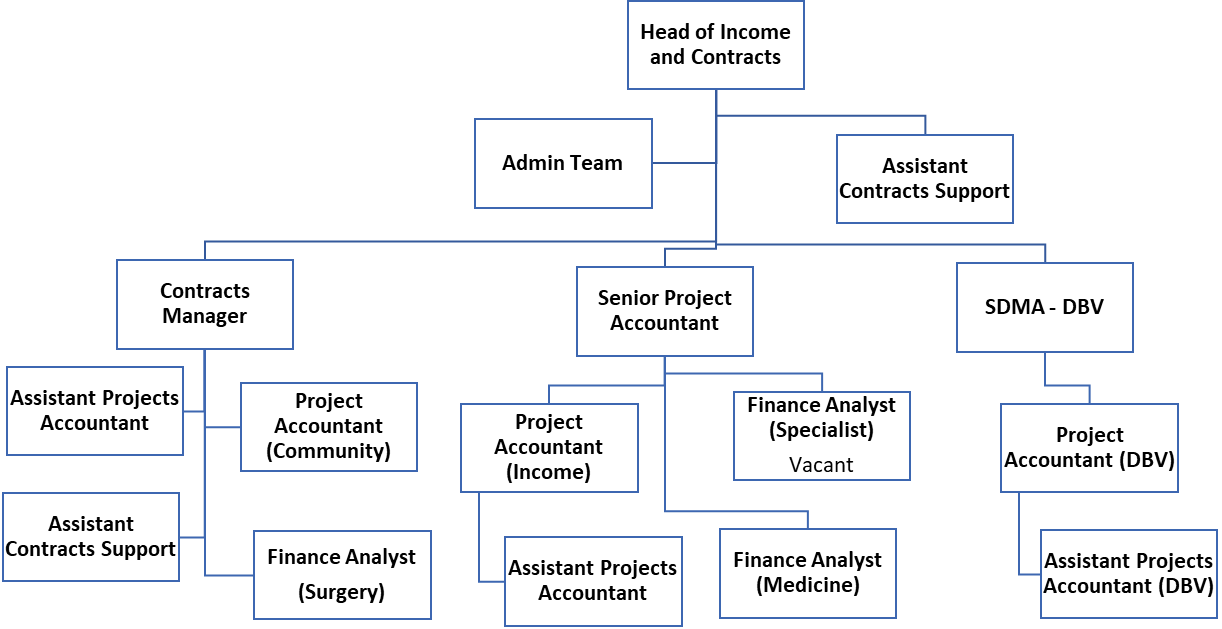 Head of Income
and Contracts
Admin Team
Assistant
Contracts Support
Contracts
Manager
Senior Project
Accountant
SDMA - DBV
Assistant Projects
Accountant
Project
Accountant
(Community)
Project
Accountant
(Income)
Finance Analyst
(Specialist)
Vacant
Project
Accountant (DBV)
Assistant
Contracts Support
Finance Analyst
(Surgery)
Assistant Projects
Accountant
Finance Analyst
(Medicine)
Assistant Projects
Accountant (DBV)